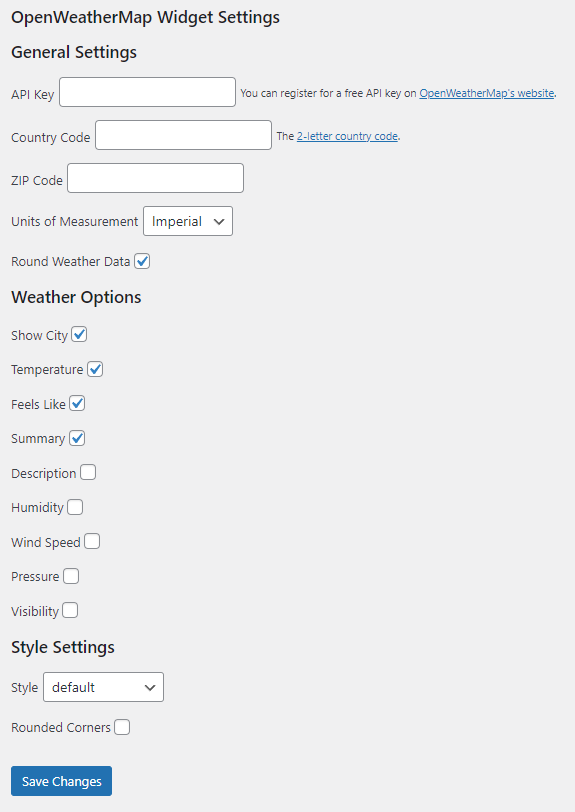 OpenWeatherMap Widget Settings
General Settings
API Key You can register for a free API key on OpenWeatherMap's website.
Country Code The 2-letter country code.
ZIP Code
Units of Measurement Imperial
Round Weather Data
Weather Options
Show City
Temperature
Feels Like
Summary
Description
Humidity
Wind Speed
Pressure
Visibility
Style Settings
Style default
Rounded Corners
Save Changes